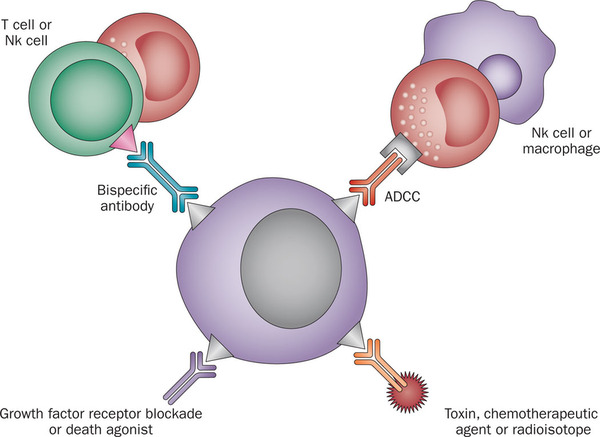 T cell or
Nk cell
Nk cell or
macrophage
Bispecific
antibody
ADCC
Growth factor receptor blockade
or death agonist
Toxin, chemotherapeutic
agent or radioisotope